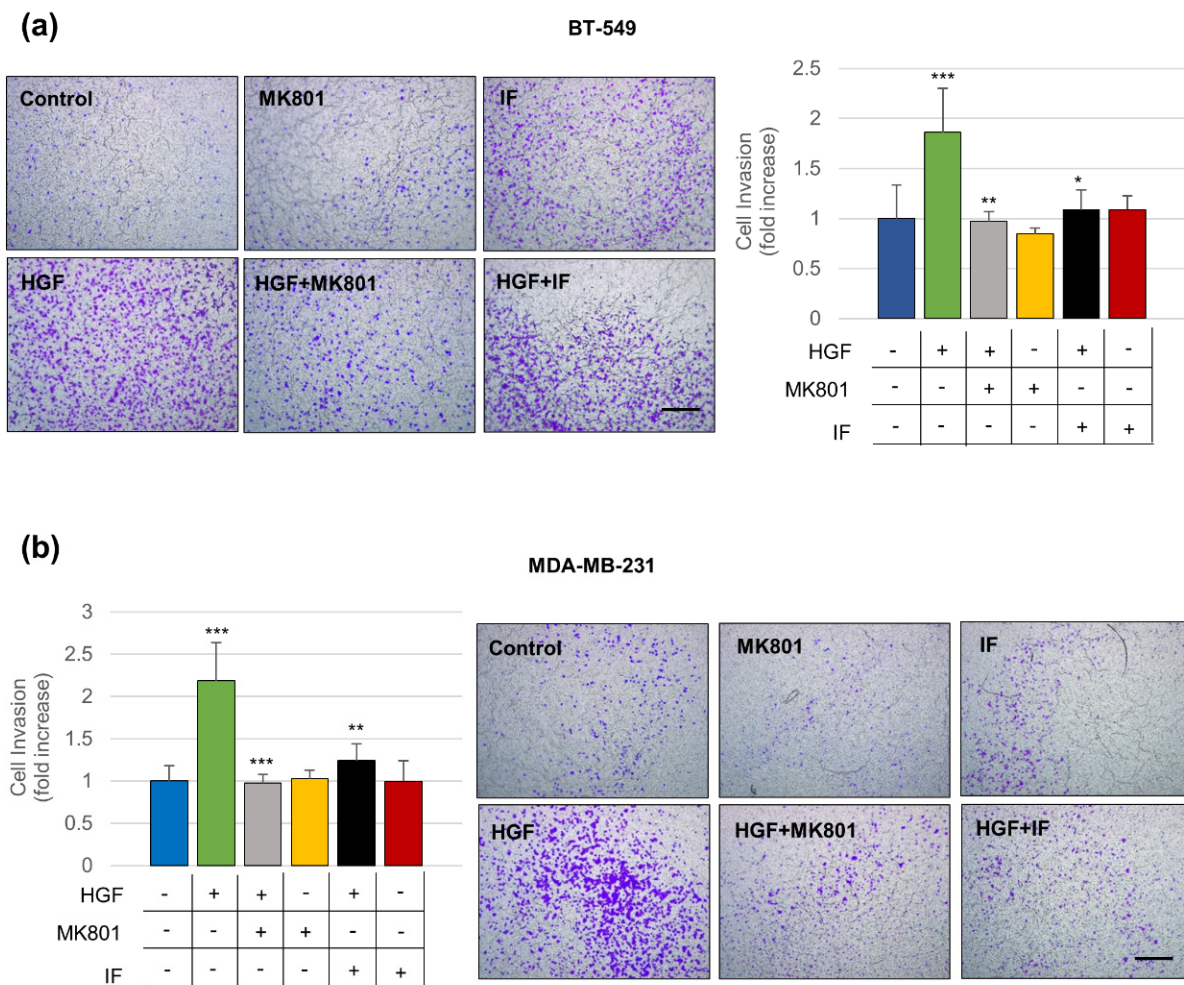 (a)
BT-549
Control
MK801
IF
HGF
HGF+MK801
HGF+IF
Cell Invasion
(fold increase)
2.5
2
1.5
1
0.5
0
***
**
*
HGF - + + - + -
MK801 - - + + - -
IF - - - - + +
(b)
MDA-MB-231
Cell Invasion
(fold increase)
3
2.5
2
1.5
1
0.5
0
***
***
**
HGF - + + - + -
MK801 - - + + - -
IF - - - - + +
Control
MK801
IF
HGF
HGF+MK801
HGF+IF